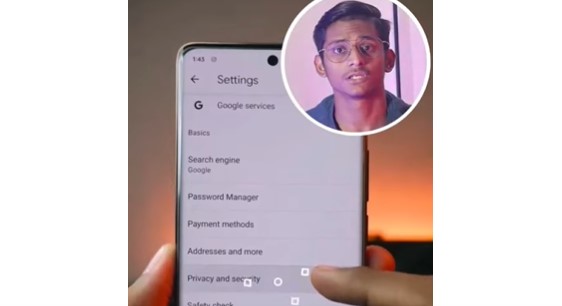 1:43
Settings
G Google services
Basics
Search engine
Google
Password Manager
Payment methods
Addresses and more
Privacy and security
Safety check